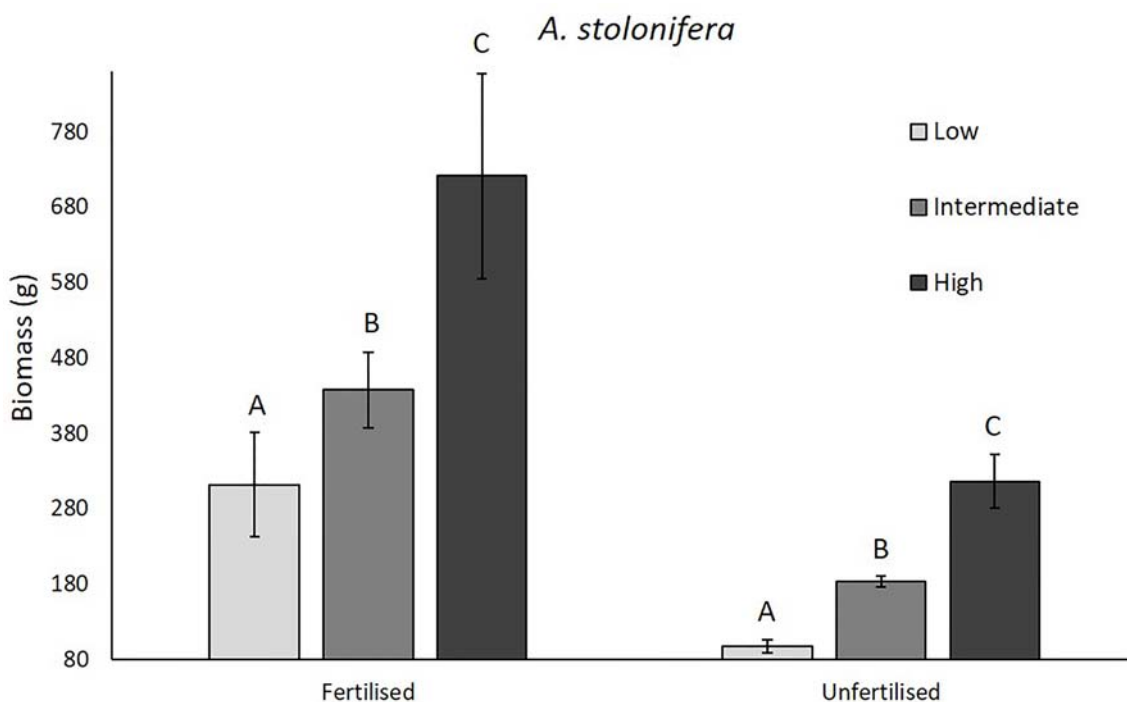 A. stolonifera
Biomass (g)
780
680
580
480
380
280
180
80
A
B
C
A
B
C
Fertilised
Unfertilised
Low
Intermediate
High